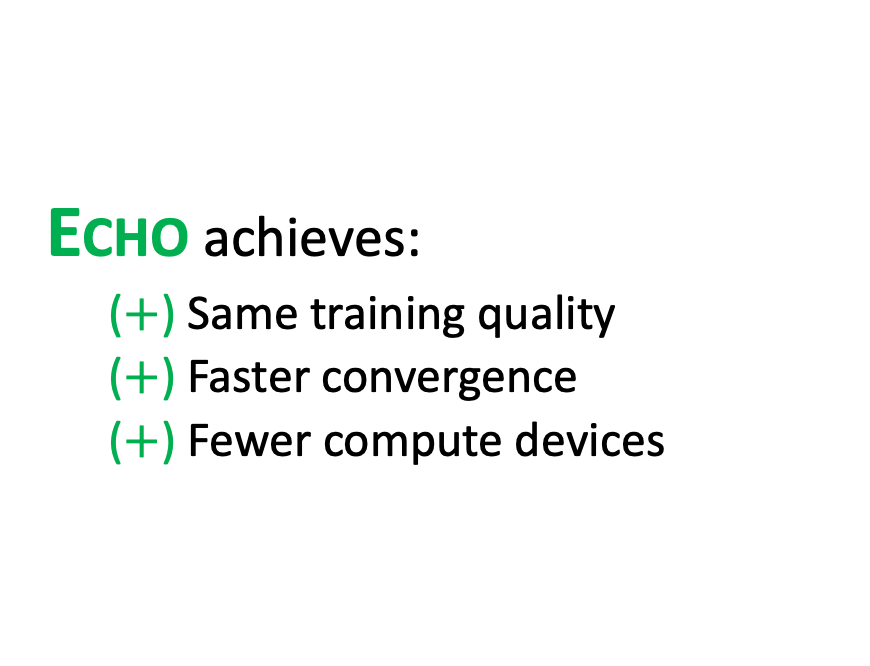 ECHO achieves:
(+) Same training quality
(+) Faster convergence
(+) Fewer compute devices